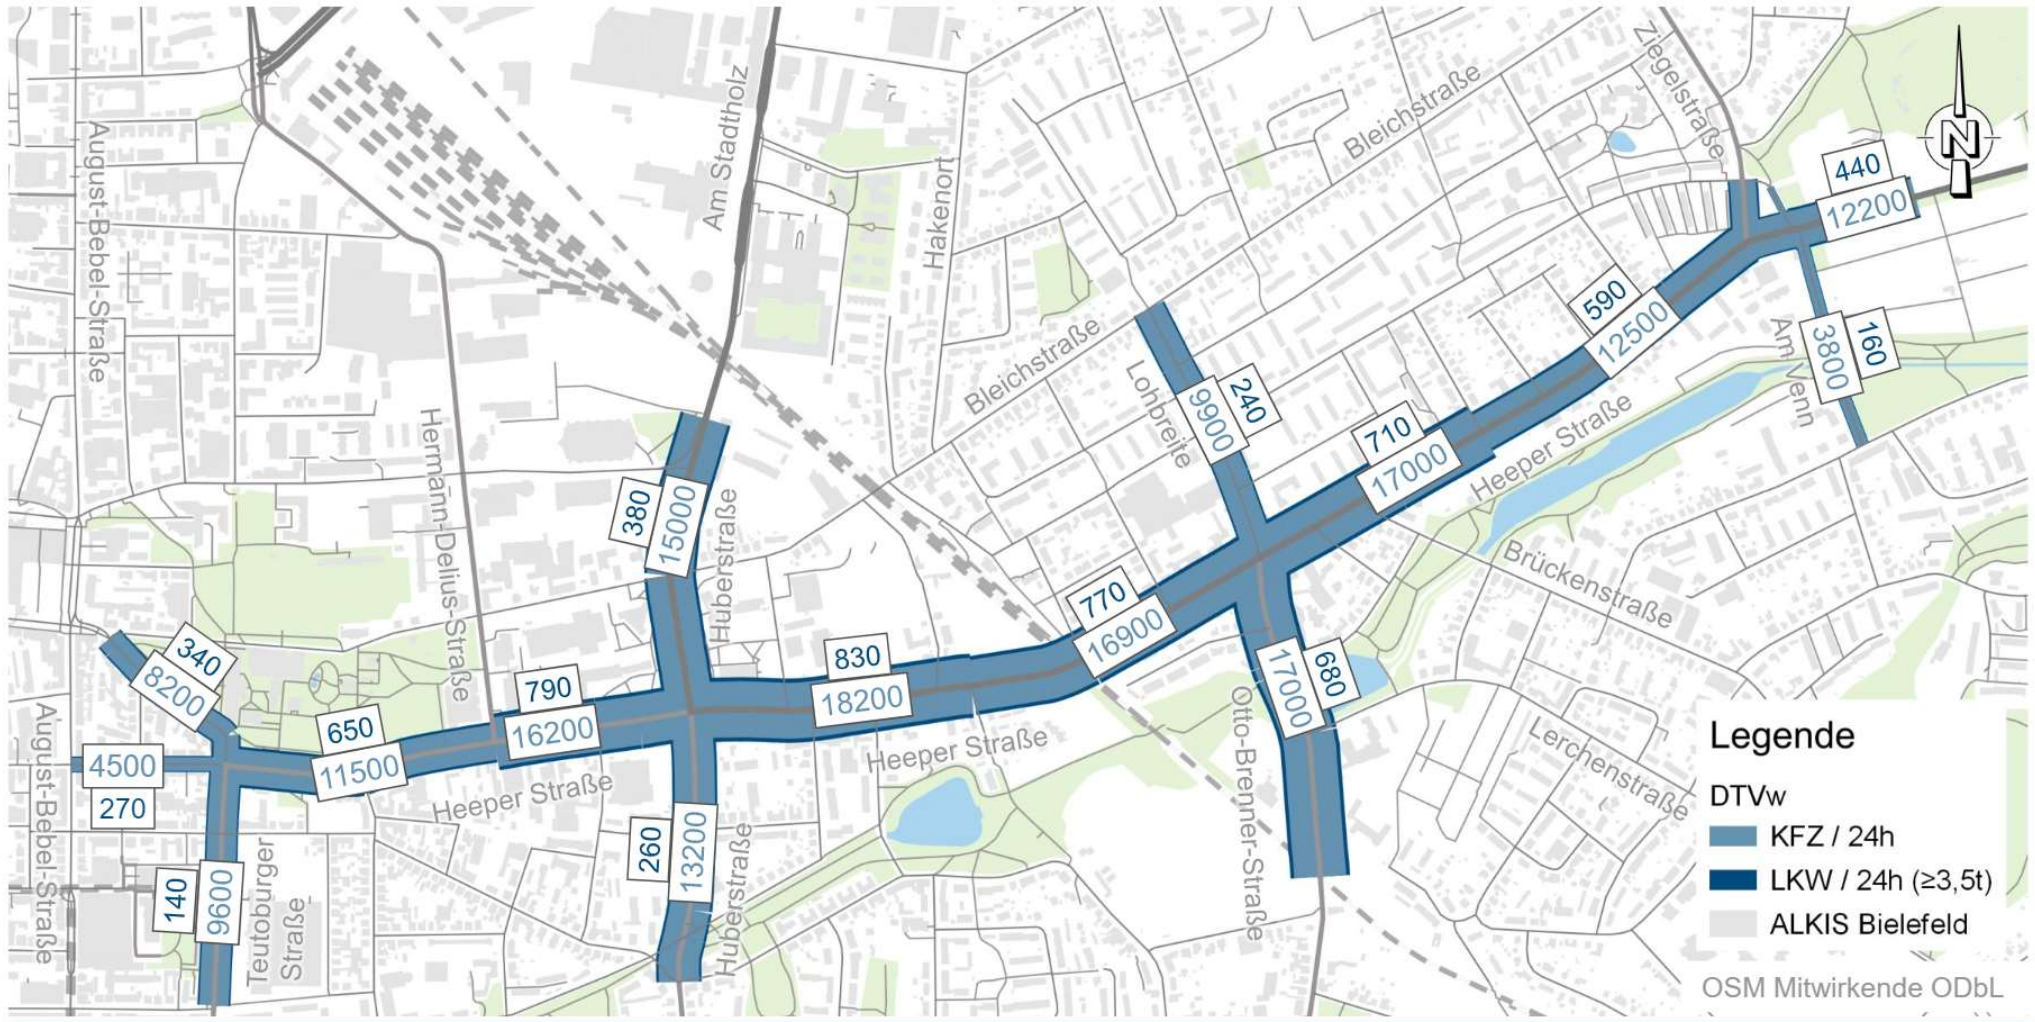 Ziegelstraße
August-Bebel-Straße
Am Stadtholz
Hakenort
Bleichstraße
N
440
12200
590
12500
Am Venn
3800
160
Bleichstraße
Lohbreite
9900
240
710
17000
Heeper Straße
Hermann-Delius-Straße
380
15000
Huberstraße
Brückenstraße
770
16900
340
8200
830
18200
790
16200
650
11500
680
17000
Otto-Brenner-Straße
August-Bebel-Straße
4500
270
Heeper Straße
Heeper Straße
Lerchenstraße
260
13200
Huberstraße
140
9600
Teutoburger
Straße
Legende
DTVw
KFZ / 24h
LKW / 24h (≥3,5t)
ALKIS Bielefeld
OSM Mitwirkende ODbL